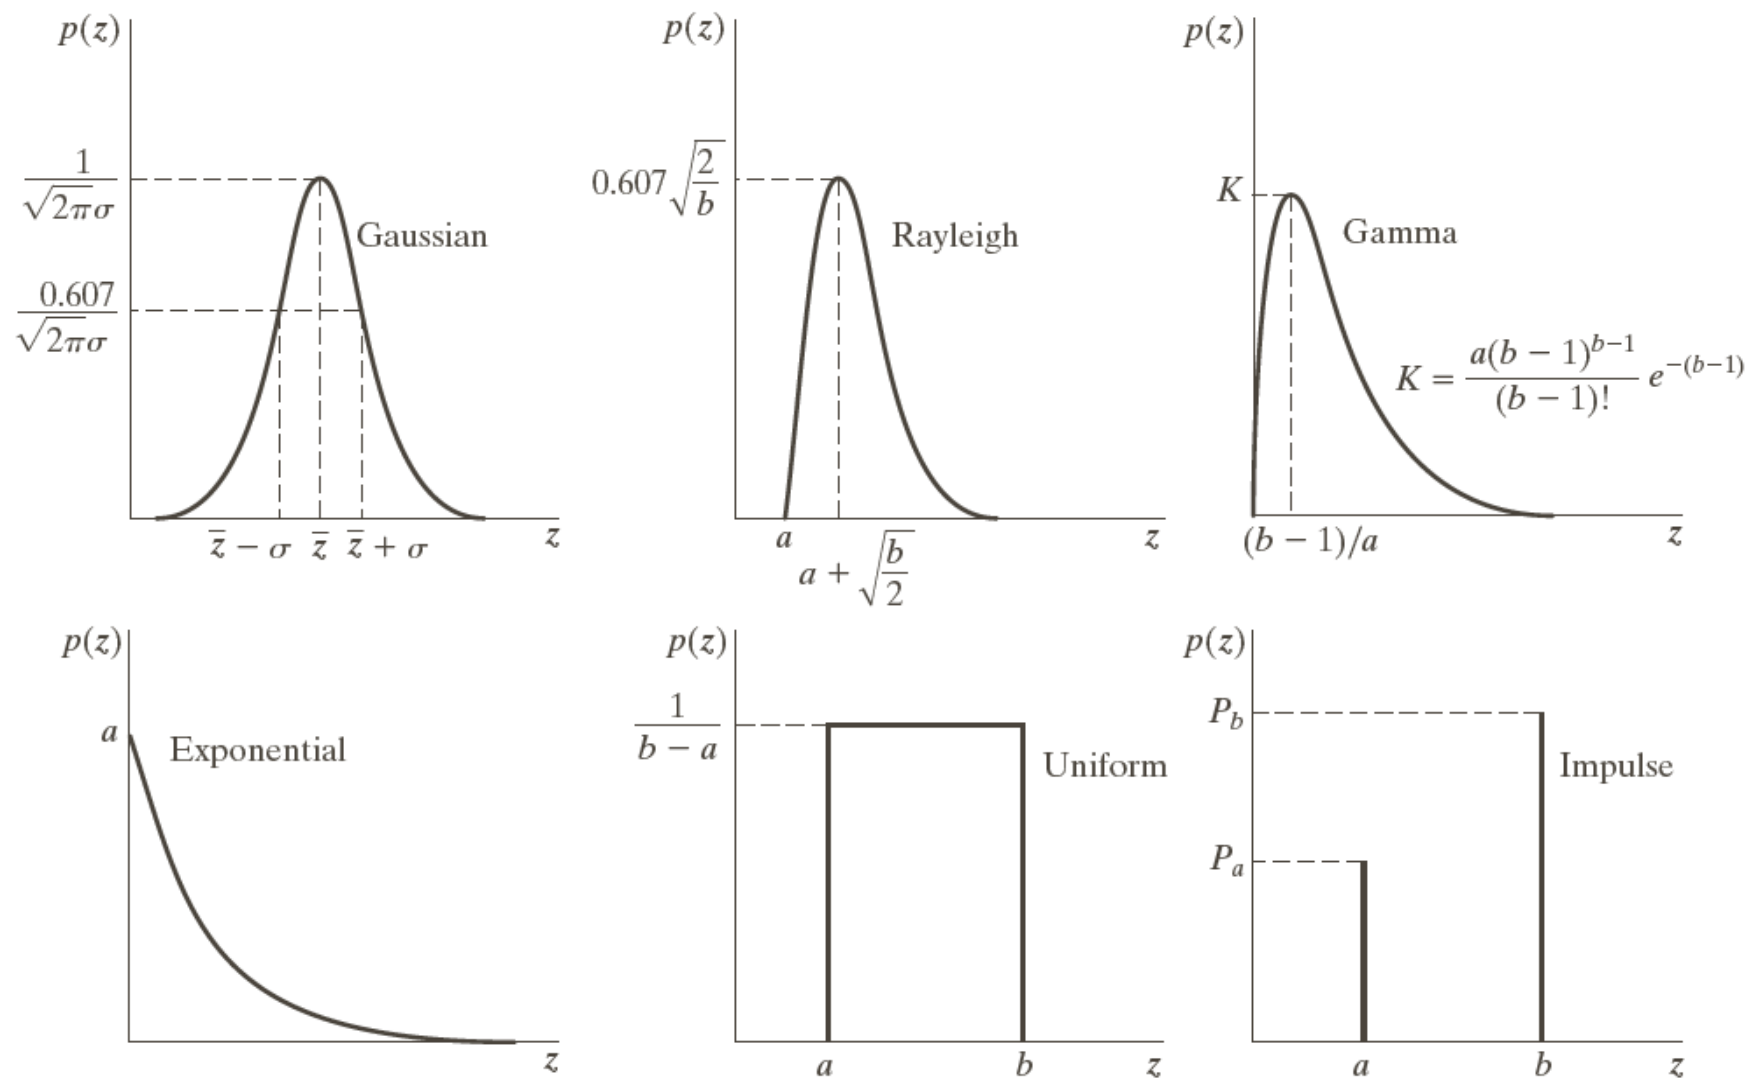 p(z)
1/√2πσ
0.607/√2πσ
Gaussian
z̄ − σ z̄ z̄ + σ z
p(z)
0.607 √2/b
Rayleigh
a z
a + √b/2
p(z)
K
Gamma
K = a(b − 1)^b−1/(b − 1)! e^−(b−1)
(b − 1)/a z
p(z)
a
Exponential
z
p(z)
1/b − a
Uniform
a b z
p(z)
P_b
Impulse
P_a
a b z